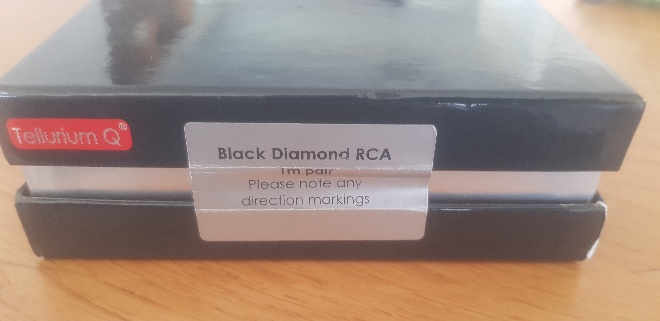 Tellurium Q®
Black Diamond RCA
1m pair
Please note any
direction markings